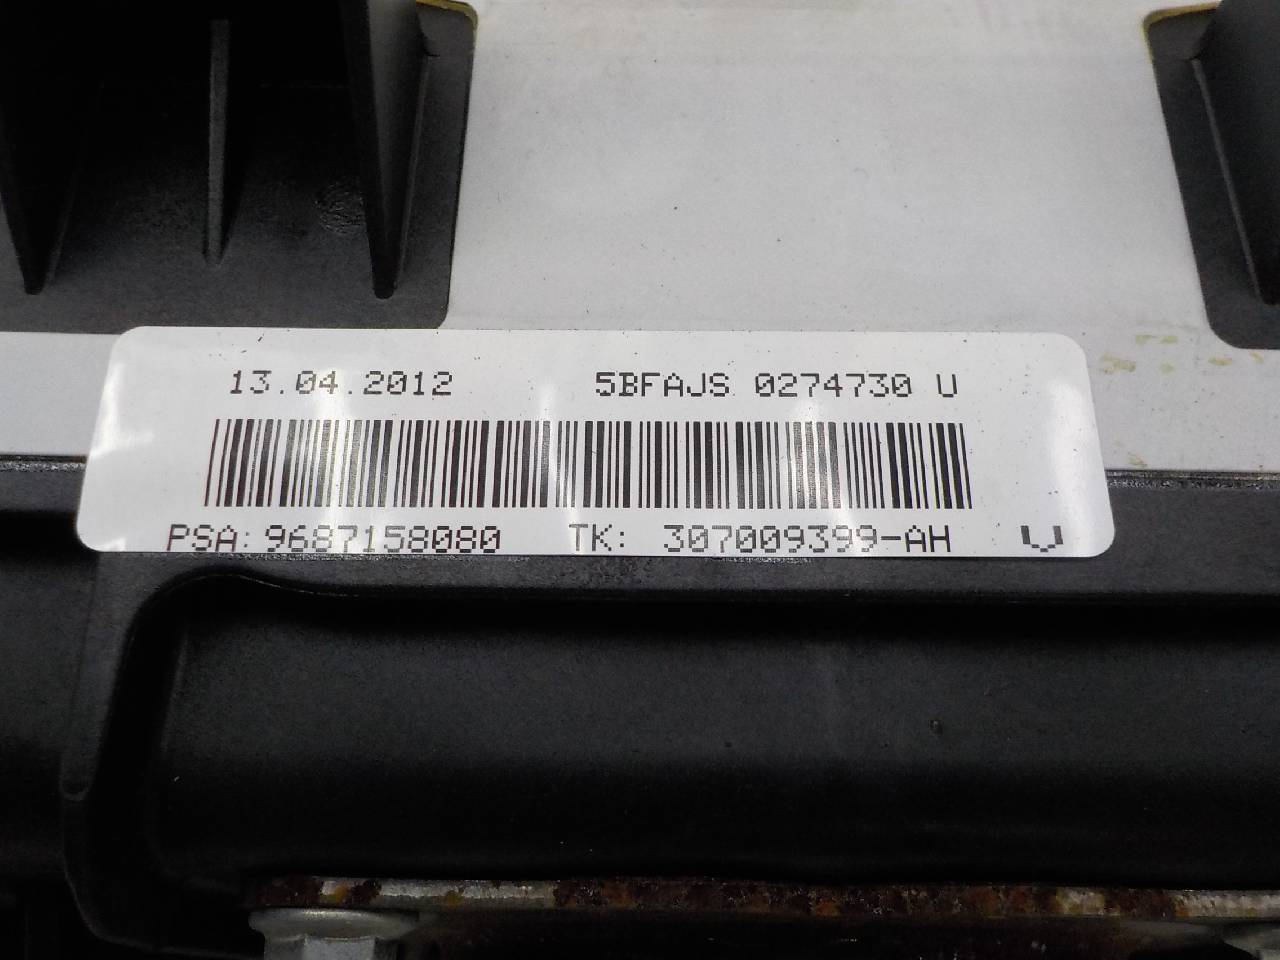 13.04.2012 5BFAJS 0274730 U
PSA: 9687158080 TK: 307009399-AH V